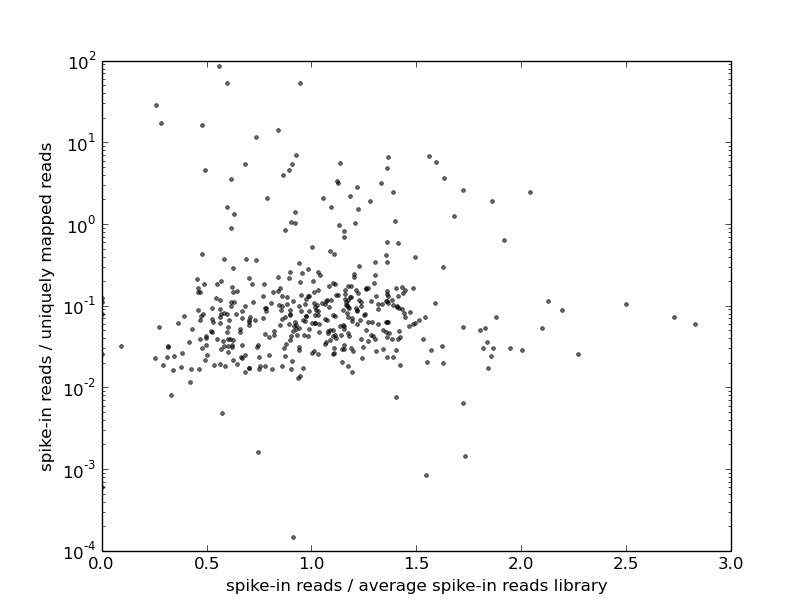 spike-in reads / uniquely mapped reads
10^2
10^1
10^0
10^-1
10^-2
10^-3
10^-4
0.0 0.5 1.0 1.5 2.0 2.5 3.0
spike-in reads / average spike-in reads library